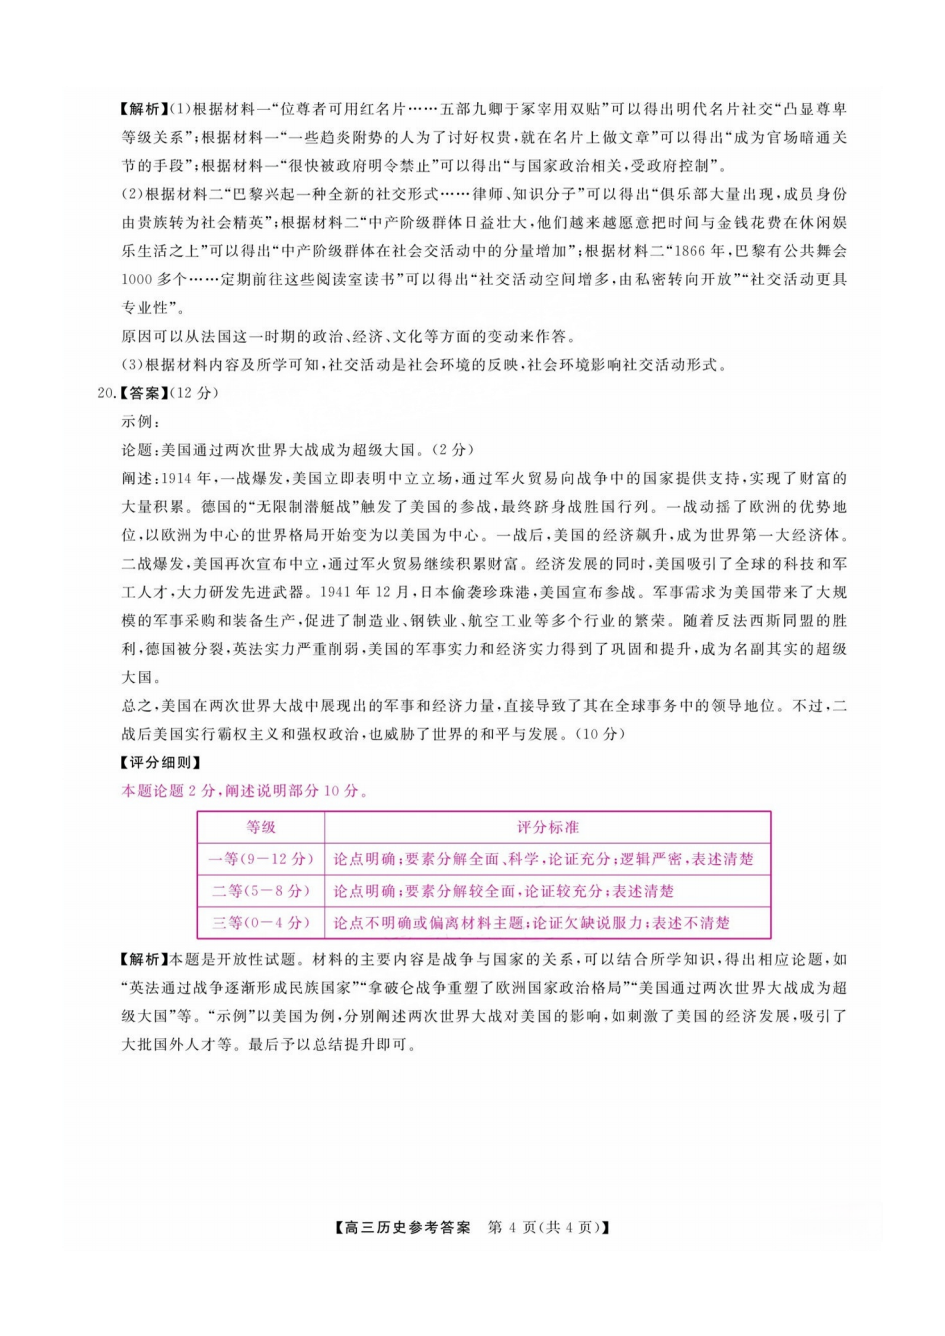 【解析】(1)根据材料一“位尊者可用红名片……五部九卿于冢宰用双贴”可以得出明代名片社交“凸显尊卑
等级关系”;根据材料一“一些趋炎附势的人为了讨好权贵,就在名片上做文章”可以得出“成为官场暗通关
节的手段”;根据材料一“很快被政府明令禁止”可以得出“与国家政治相关,受政府控制”。
(2)根据材料二“巴黎兴起一种全新的社交形式……律师、知识分子”可以得出“俱乐部大量出现,成员身份
由贵族转为社会精英”;根据材料二“中产阶级群体日益壮大,他们越来越愿意把时间与金钱花费在休闲娱
乐生活之上”可以得出“中产阶级群体在社会交活动中的分量增加”;根据材料二“1866年,巴黎有公共舞会
1000多个……定期前往这些阅读室读书”可以得出“社交活动空间增多,由私密转向开放”“社交活动更具
专业性”。
原因可以从法国这一时期的政治、经济、文化等方面的变动来作答。
(3)根据材料内容及所学可知,社交活动是社会环境的反映,社会环境影响社交活动形式。
20.【答案】(12分)
示例:
论题:美国通过两次世界大战成为超级大国。(2分)
阐述:1914年,一战爆发,美国立即表明中立立场,通过军火贸易向战争中的国家提供支持,实现了财富的
大量积累。德国的“无限制潜艇战”触发了美国的参战,最终跻身战胜国行列。一战动摇了欧洲的优势地
位,以欧洲为中心的世界格局开始变为以美国为中心。一战后,美国的经济飙升,成为世界第一大经济体。
二战爆发,美国再次宣布中立,通过军火贸易继续积累财富。经济发展的同时,美国吸引了全球的科技和军
工人才,大力研发先进武器。1941年12月,日本偷袭珍珠港,美国宣布参战。军事需求为美国带来了大规
模的军事采购和装备生产,促进了制造业、钢铁业、航空工业等多个行业的繁荣。随着反法西斯同盟的胜
利,德国被分裂,英法实力严重削弱,美国的军事实力和经济实力得到了巩固和提升,成为名副其实的超级
大国。
总之,美国在两次世界大战中展现出的军事和经济力量,直接导致了其在全球事务中的领导地位。不过,二
战后美国实行霸权主义和强权政治,也威胁了世界的和平与发展。(10分)
【评分细则】
本题论题2分,阐述说明部分10分。
等级 评分标准
一等(9-12分) 论点明确;要素分解全面、科学,论证充分;逻辑严密,表述清楚
二等(5-8分) 论点明确;要素分解较全面,论证较充分;表述清楚
三等(0-4分) 论点不明确或偏离材料主题;论证欠缺说服力;表述不清楚
【解析】本题是开放性试题。材料的主要内容是战争与国家的关系,可以结合所学知识,得出相应论题,如
“英法通过战争逐渐形成民族国家”“拿破仑战争重塑了欧洲国家政治格局”“美国通过两次世界大战成为超
级大国”等。“示例”以美国为例,分别阐述两次世界大战对美国的影响,如刺激了美国的经济发展,吸引了
大批国外人才等。最后予以总结提升即可。
【高三历史参考答案 第4页(共4页)】